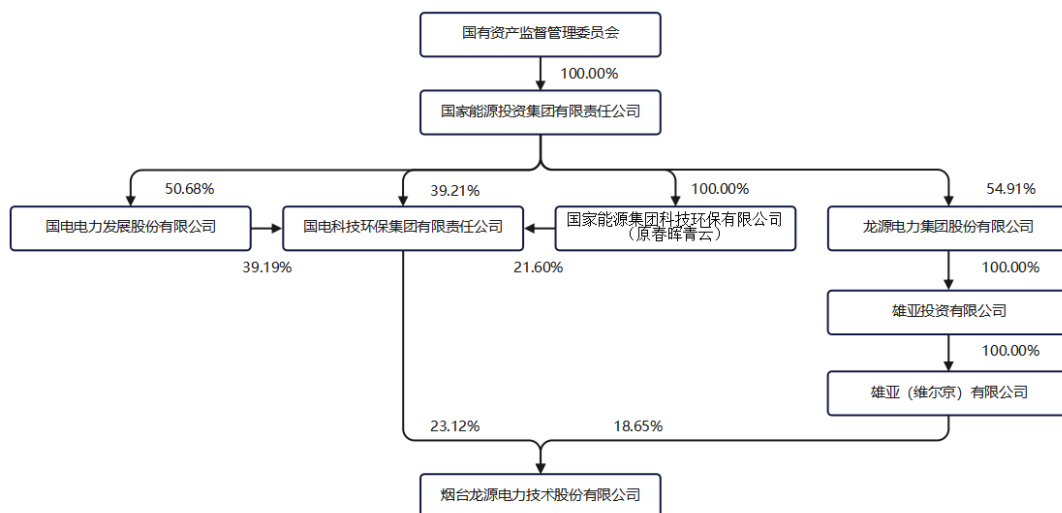 国有资产监督管理委员会
100.00%
国家能源投资集团有限责任公司
50.68%
39.21%
100.00%
54.91%
国电电力发展股份有限公司
国电科技环保集团有限责任公司
国家能源集团科技环保有限公司
（原春晖青云）
龙源电力集团股份有限公司
39.19%
21.60%
100.00%
雄亚投资有限公司
100.00%
雄亚（维尔京）有限公司
23.12%
18.65%
烟台龙源电力技术股份有限公司